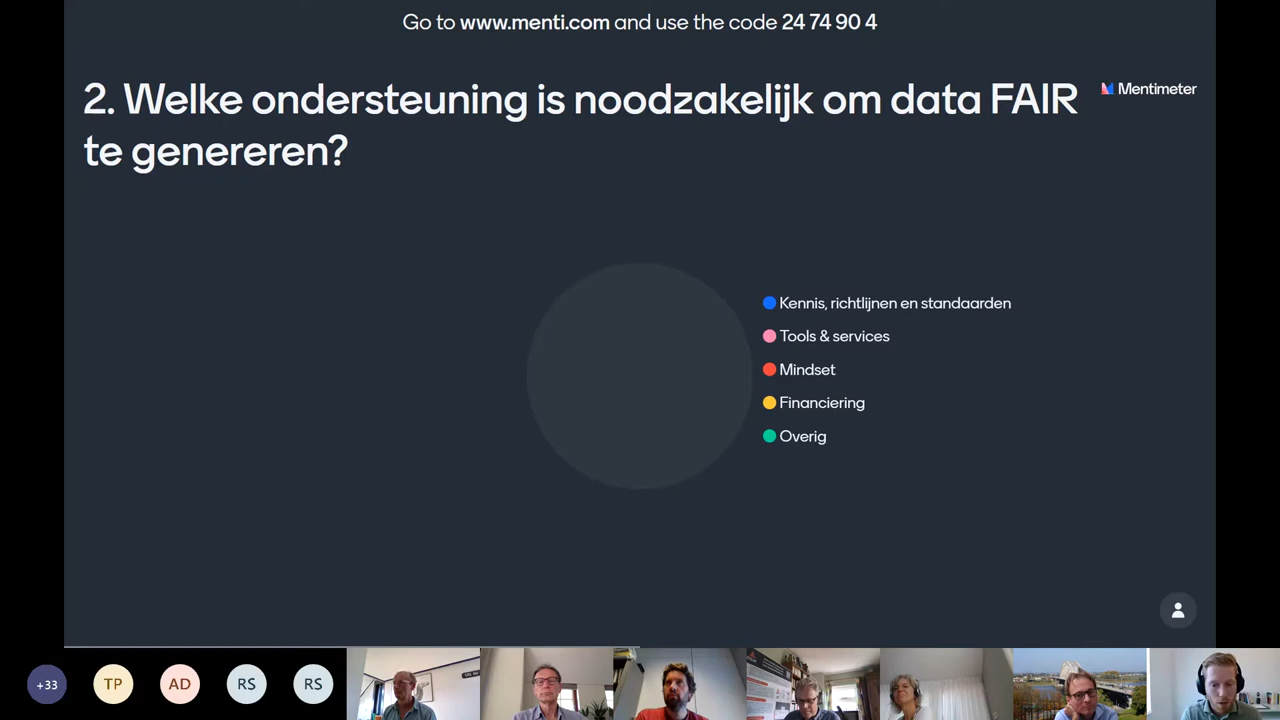 Go to www.menti.com and use the code 24 74 90 4
2. Welke ondersteuning is noodzakelijk om data FAIR
te genereren?
Mentimeter
Kennis, richtlijnen en standaarden
Tools & services
Mindset
Financiering
Overig
+33
TP
AD
RS
RS